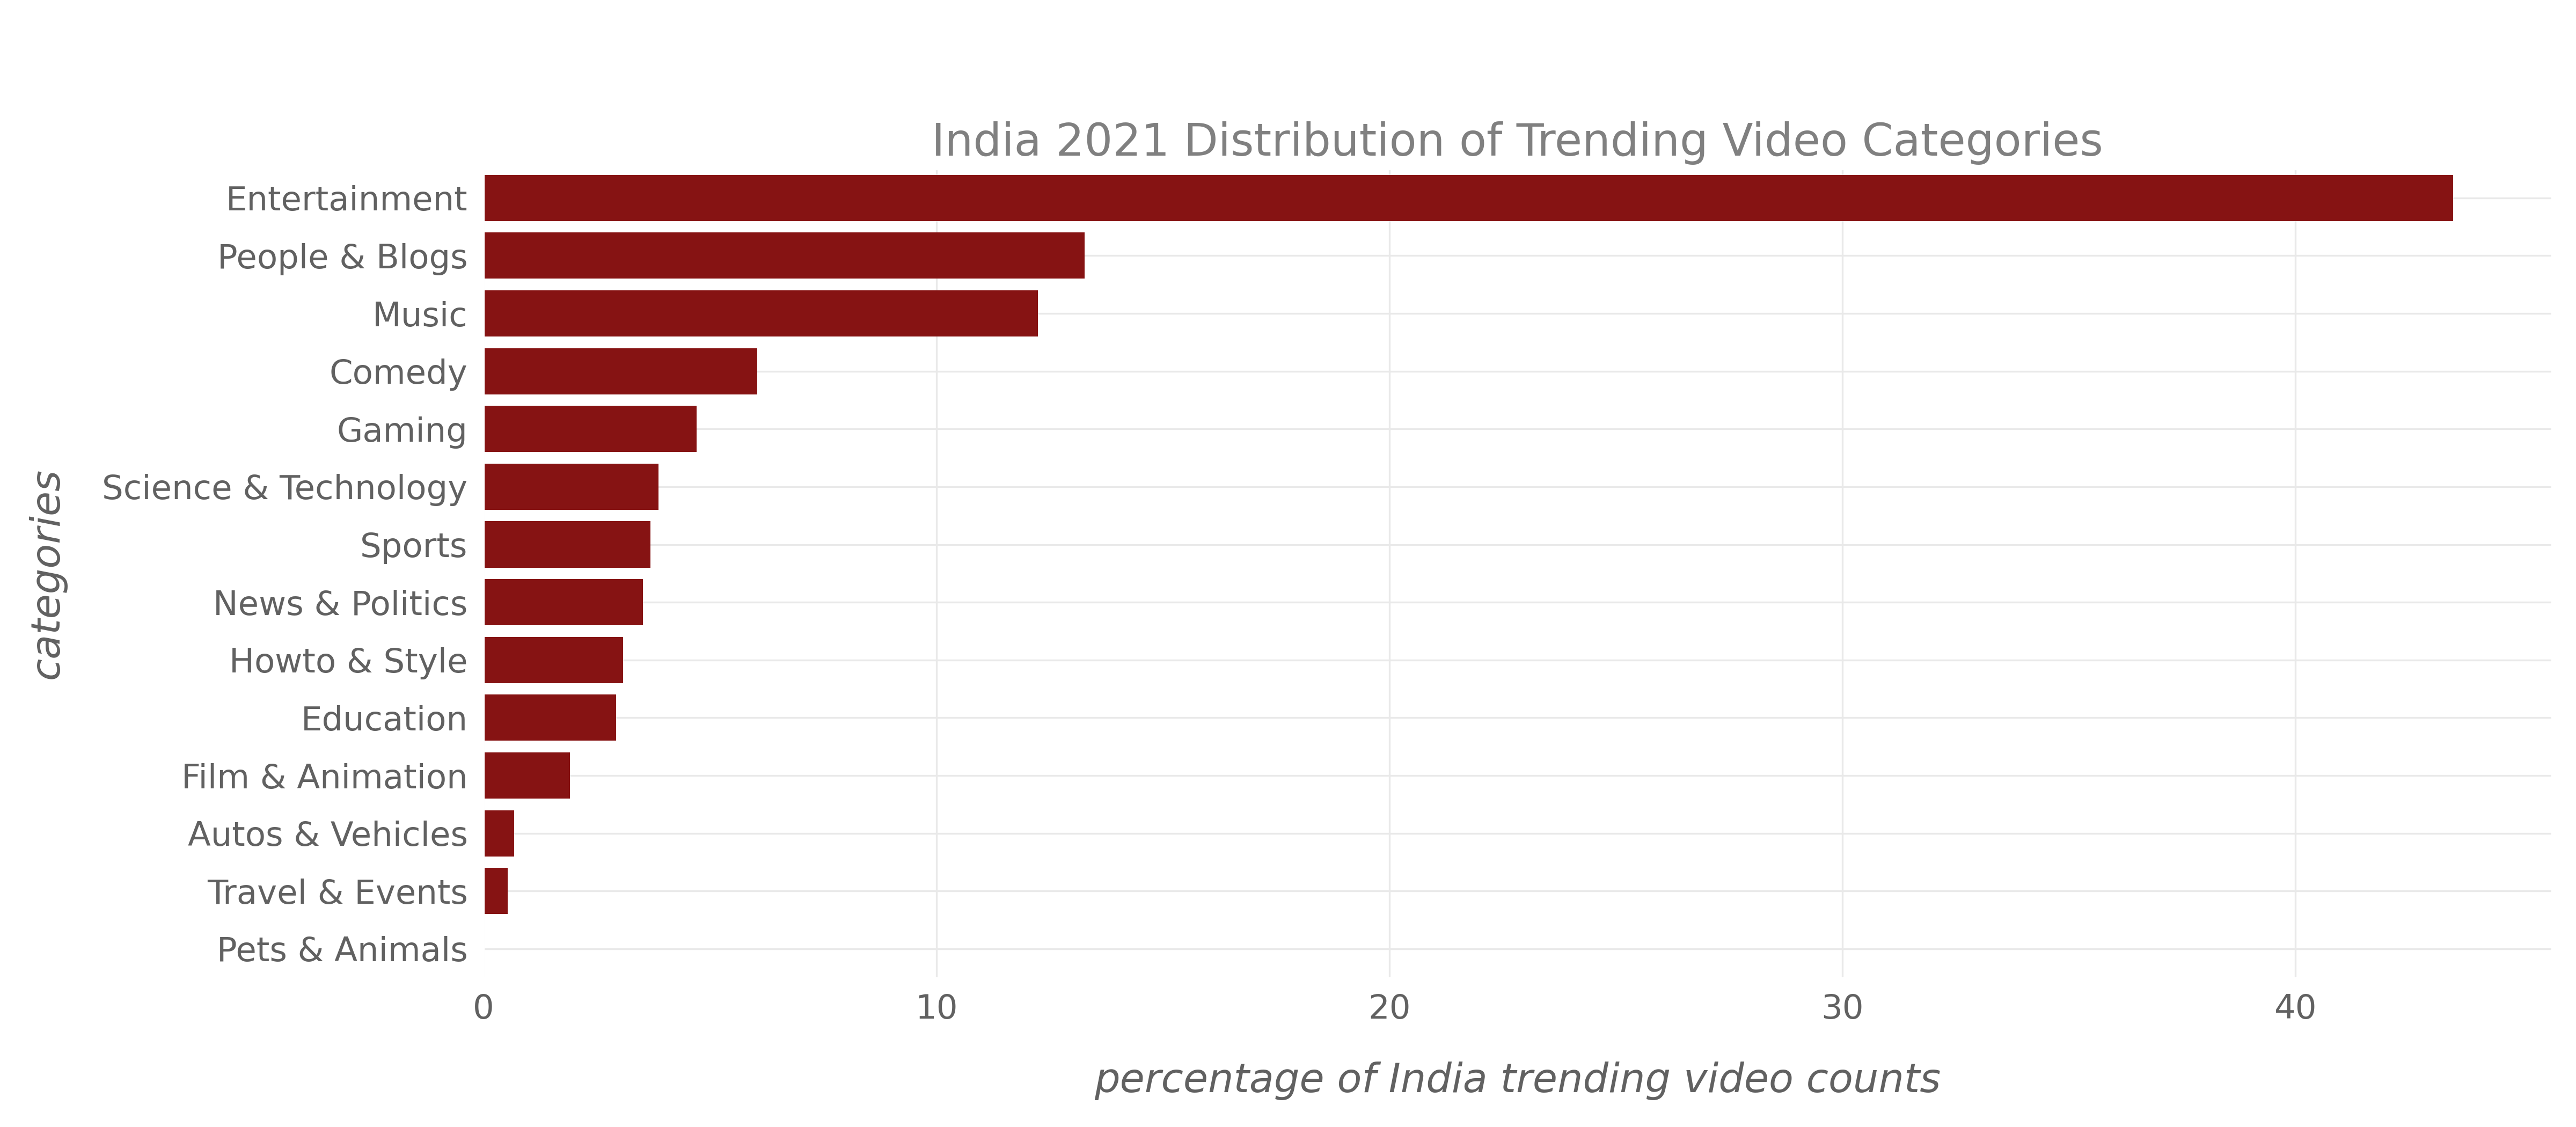 India 2021 Distribution of Trending Video Categories
categories
Entertainment
People & Blogs
Music
Comedy
Gaming
Science & Technology
Sports
News & Politics
Howto & Style
Education
Film & Animation
Autos & Vehicles
Travel & Events
Pets & Animals
0 10 20 30 40
percentage of India trending video counts